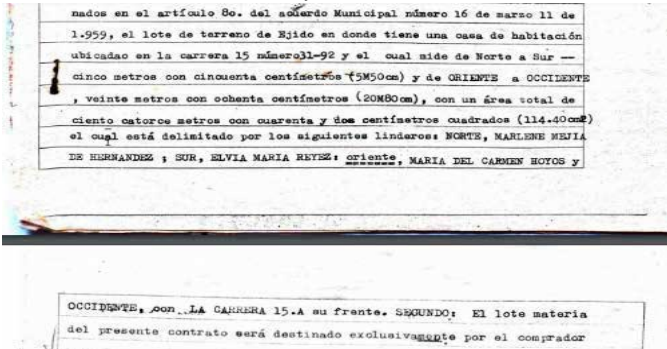 nados en el artículo 8o. del acuerdo Municipal número 16 de marzo 11 de
1.959, el lote de terreno de Ejido en donde tiene una casa de habitación
ubicadao en la carrera 15 número31-92 y el cual mide de Norte a Sur —
cinco metros con cincuenta centímetros (5M50cm) y de ORIENTE a OCCIDENTE
, veinte metros con ochenta centímetros (20M80cm), con un área total de
ciento catorce metros con cuarenta y dos centímetros cuadrados (114.40cm2)
el cual está delimitado por los siguientes linderos: NORTE, MARLENE MEJIA
DE HERNANDEZ ; SUR, ELVIA MARIA REYEZ: oriente, MARIA DEL CARMEN HOYOS y
OCCIDENTE, con LA CARRERA 15.A su frente. SEGUNDO: El lote materia
del presente contrato será destinado exclusivamente por el comprador